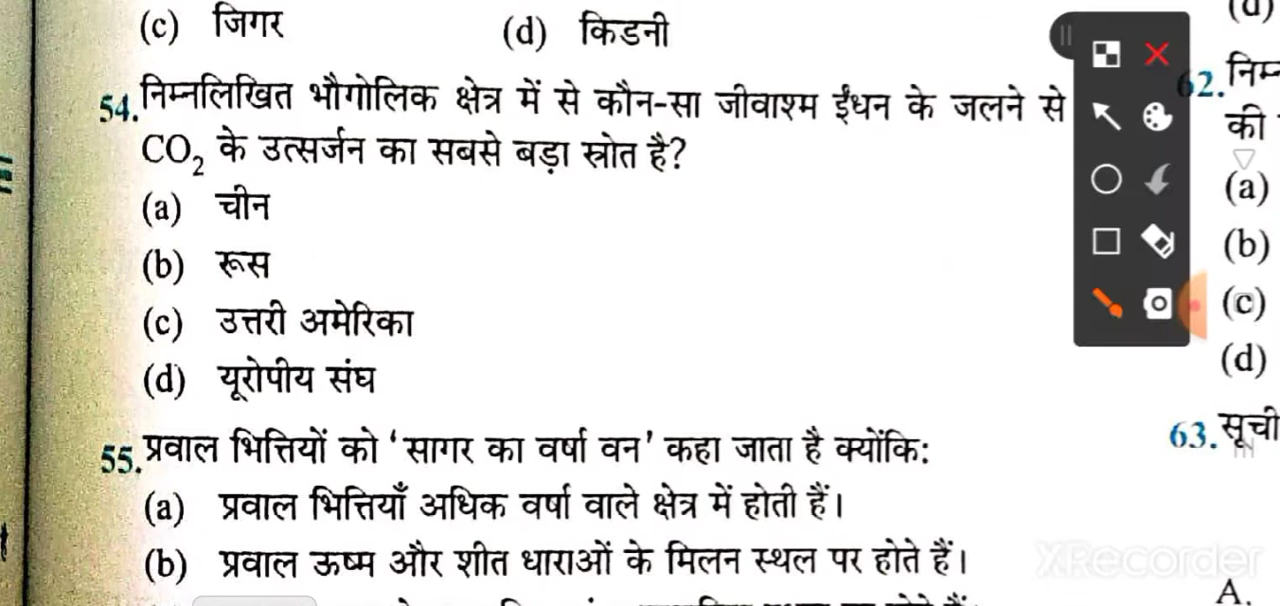 (c) जिगर (d) किडनी
54. निम्नलिखित भौगोलिक क्षेत्र में से कौन-सा जीवाश्म ईंधन के जलने से
CO₂ के उत्सर्जन का सबसे बड़ा स्रोत है?
(a) चीन
(b) रूस
(c) उत्तरी अमेरिका
(d) यूरोपीय संघ
55. प्रवाल भित्तियों को ‘सागर का वर्षा वन’ कहा जाता है क्योंकि:
(a) प्रवाल भित्तियाँ अधिक वर्षा वाले क्षेत्र में होती हैं।
(b) प्रवाल ऊष्म और शीत धाराओं के मिलन स्थल पर होते हैं।
(d)
62.
की
(a)
(b)
(c)
(d)
63. सूची
A.
XRecorder